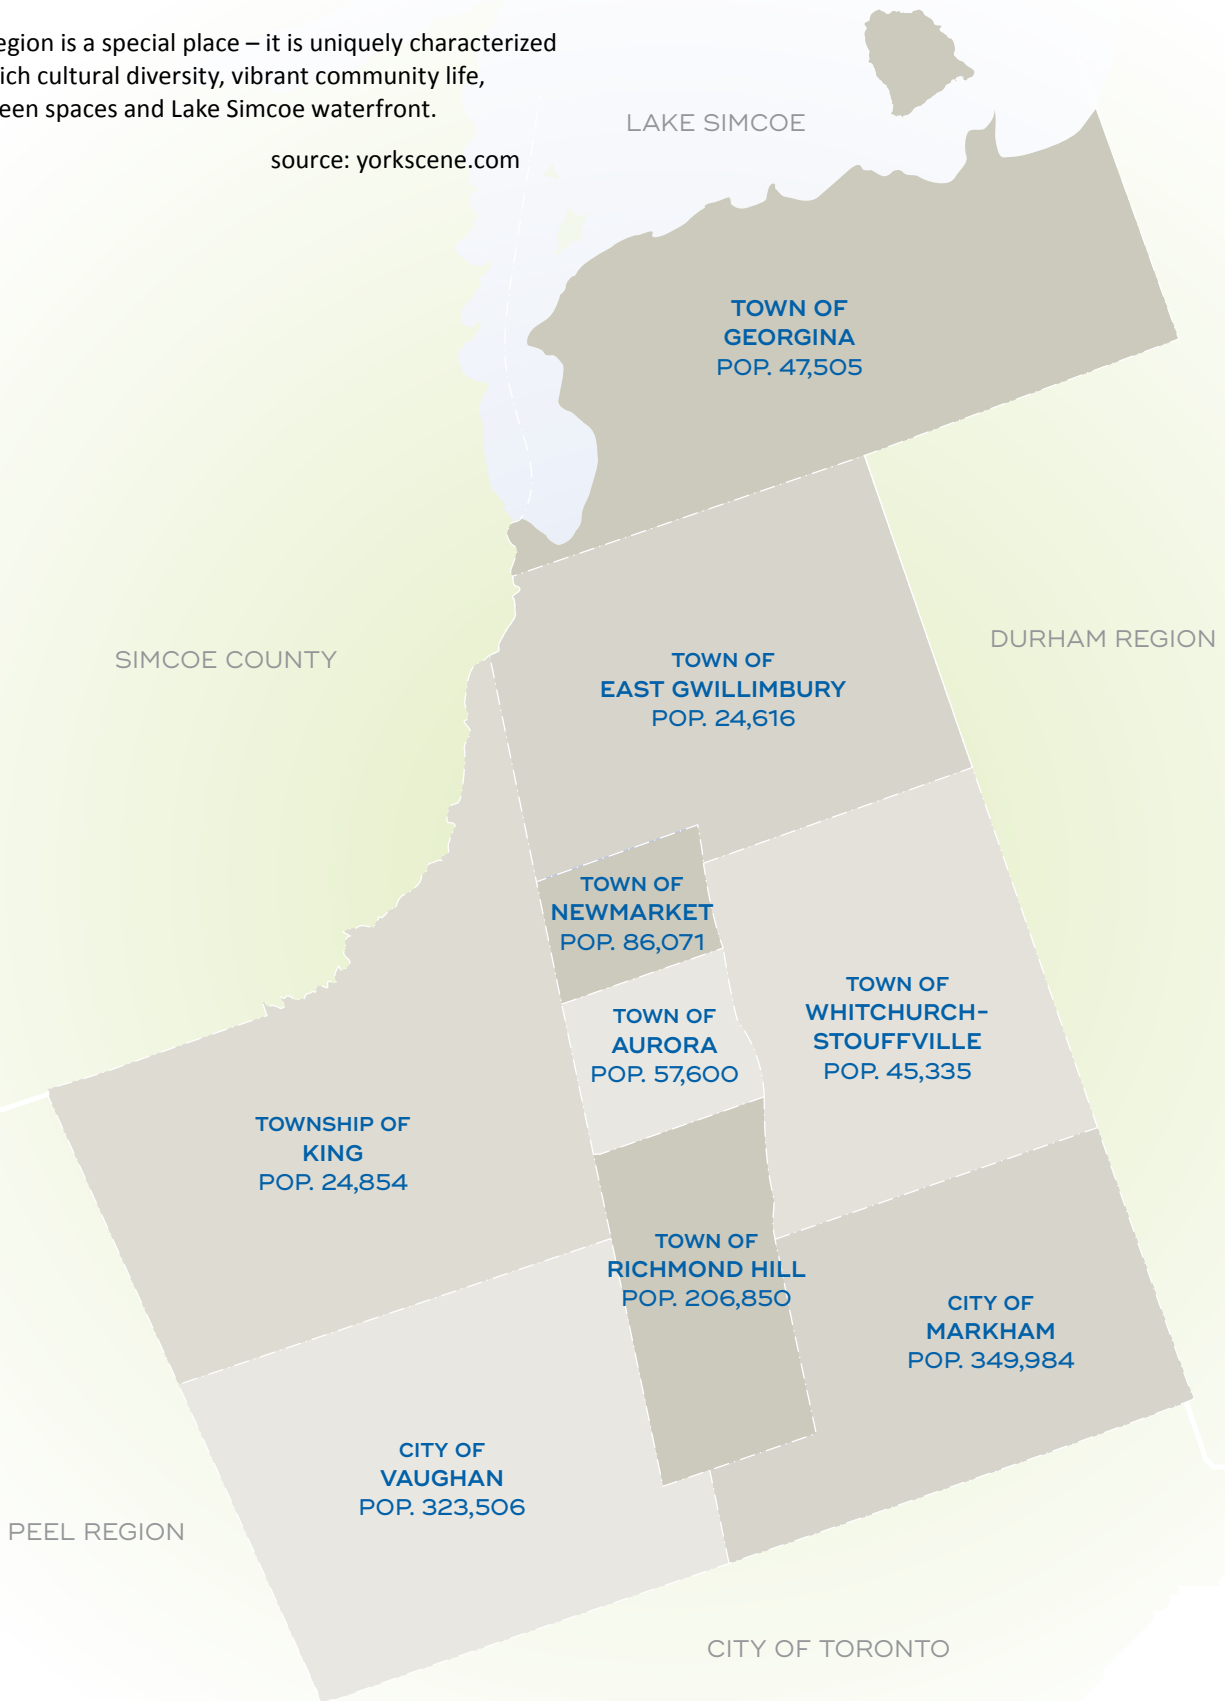 egion is a special place – it is uniquely characterized
ich cultural diversity, vibrant community life,
een spaces and Lake Simcoe waterfront.
source: yorkscene.com
LAKE SIMCOE
TOWN OF
GEORGINA
POP. 47,505
SIMCOE COUNTY
DURHAM REGION
TOWN OF
EAST GWILLIMBURY
POP. 24,616
TOWN OF
NEWMARKET
POP. 86,071
TOWN OF
WHITCHURCH-
STOUFFVILLE
POP. 45,335
TOWN OF
AURORA
POP. 57,600
TOWNSHIP OF
KING
POP. 24,854
TOWN OF
RICHMOND HILL
POP. 206,850
CITY OF
MARKHAM
POP. 349,984
CITY OF
VAUGHAN
POP. 323,506
PEEL REGION
CITY OF TORONTO